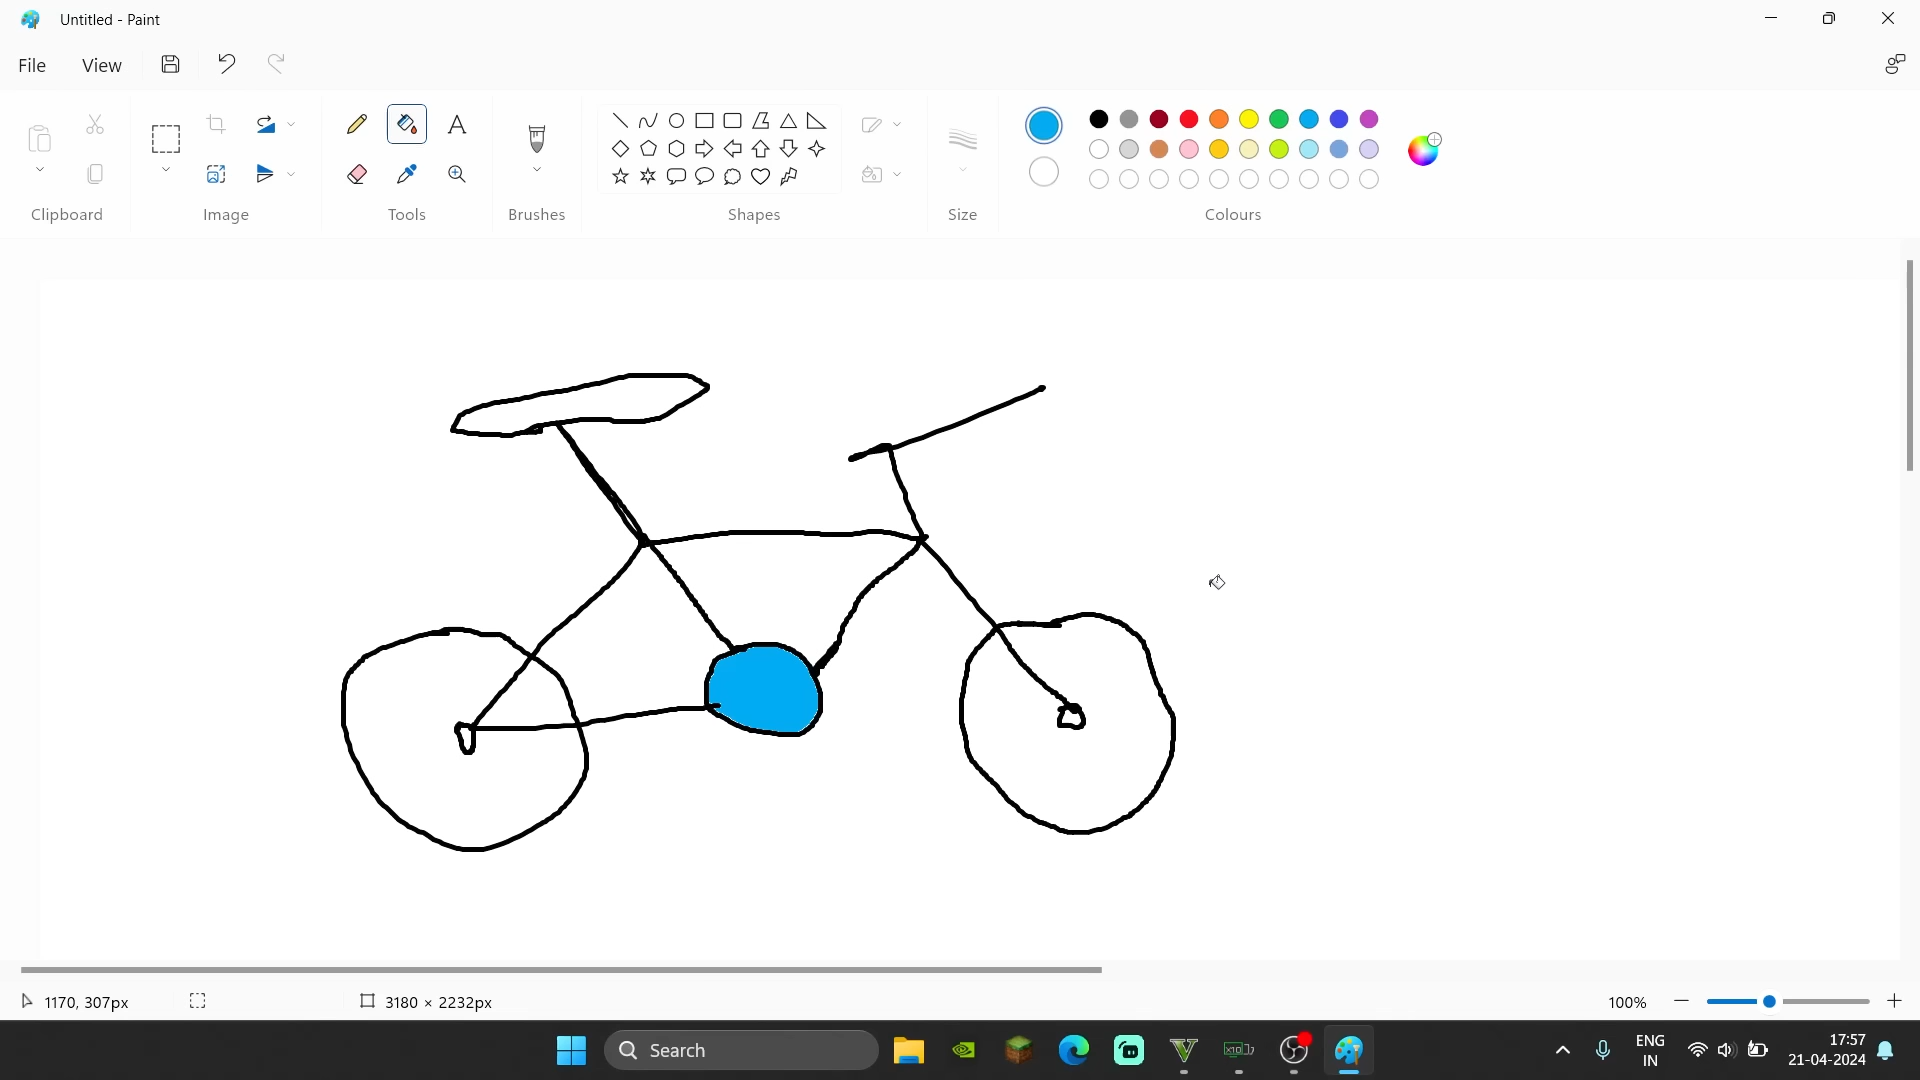 Untitled - Paint
File View
Clipboard Image Tools Brushes Shapes Size Colours
1170, 307px 3180 × 2232px 100%
Search ENG 17:57
IN 21-04-2024